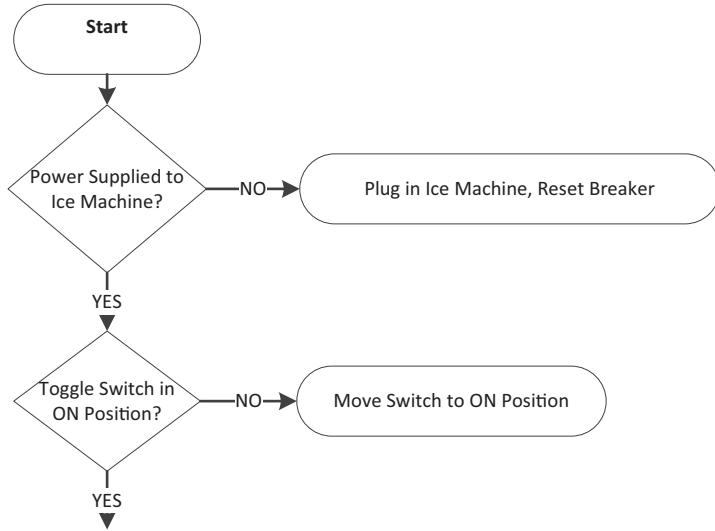 Start
Power Supplied to
Ice Machine?
NO
Plug in Ice Machine, Reset Breaker
YES
Toggle Switch in
ON Position?
NO
Move Switch to ON Position
YES